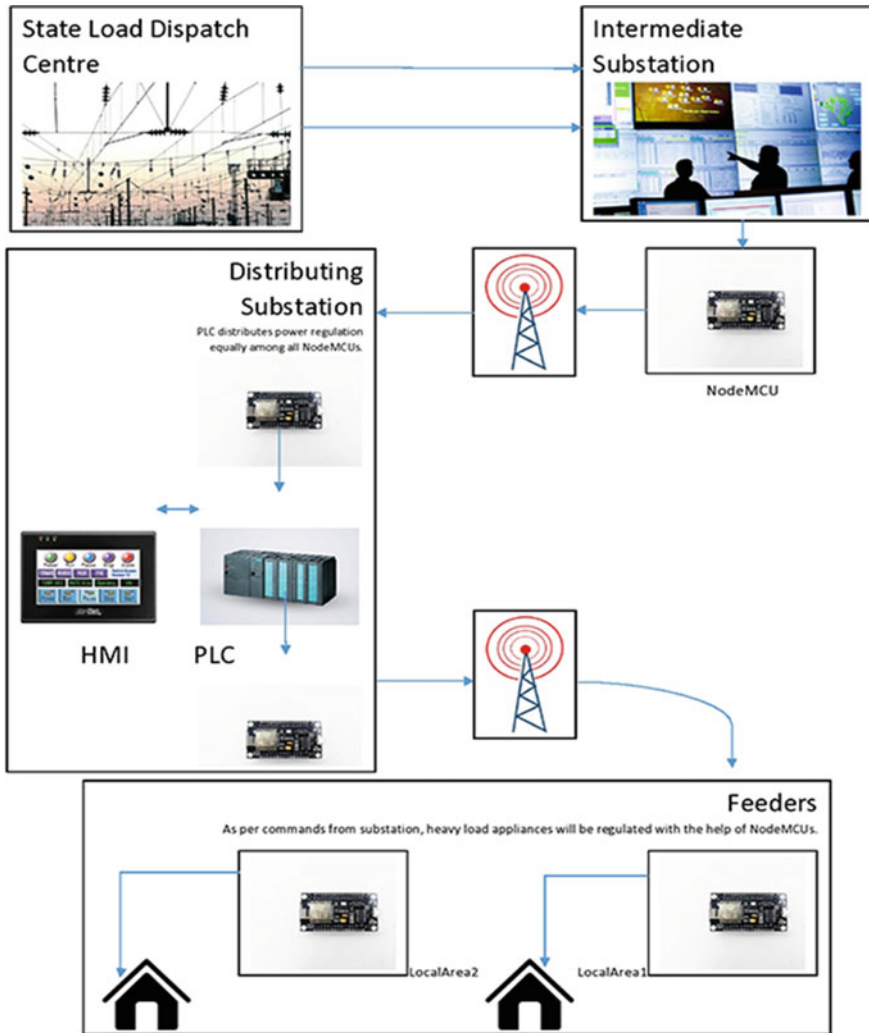 State Load Dispatch
Centre
Intermediate
Substation
Distributing
Substation
PLC distributes power regulation
equally among all NodeMCUs.
NodeMCU
HMI
PLC
Feeders
As per commands from substation, heavy load appliances will be regulated with the help of NodeMCUs.
LocalArea2
LocalArea1